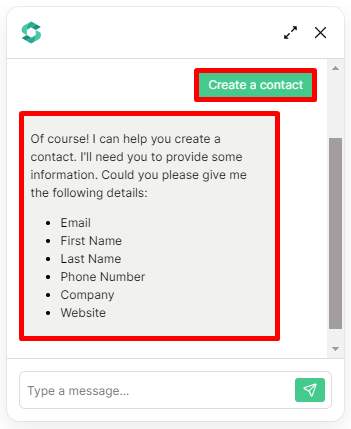 Create a contact
Of course! I can help you create a
contact. I'll need you to provide some
information. Could you please give me
the following details:
• Email
• First Name
• Last Name
• Phone Number
• Company
• Website
Type a message...